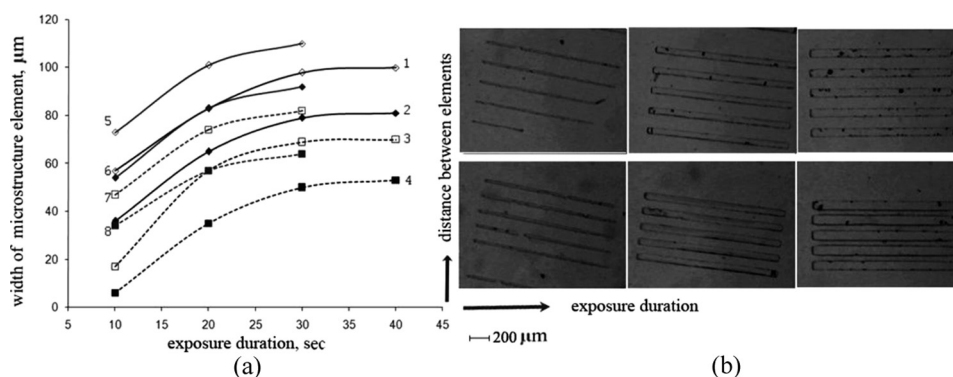 120
100
80
60
40
20
0
5 10 15 20 25 30 35 40 45
width of microstructure element, μm
exposure duration, sec
1
2
3
4
5
6
7
8
(a)
distance between elements
exposure duration
200 μm
(b)